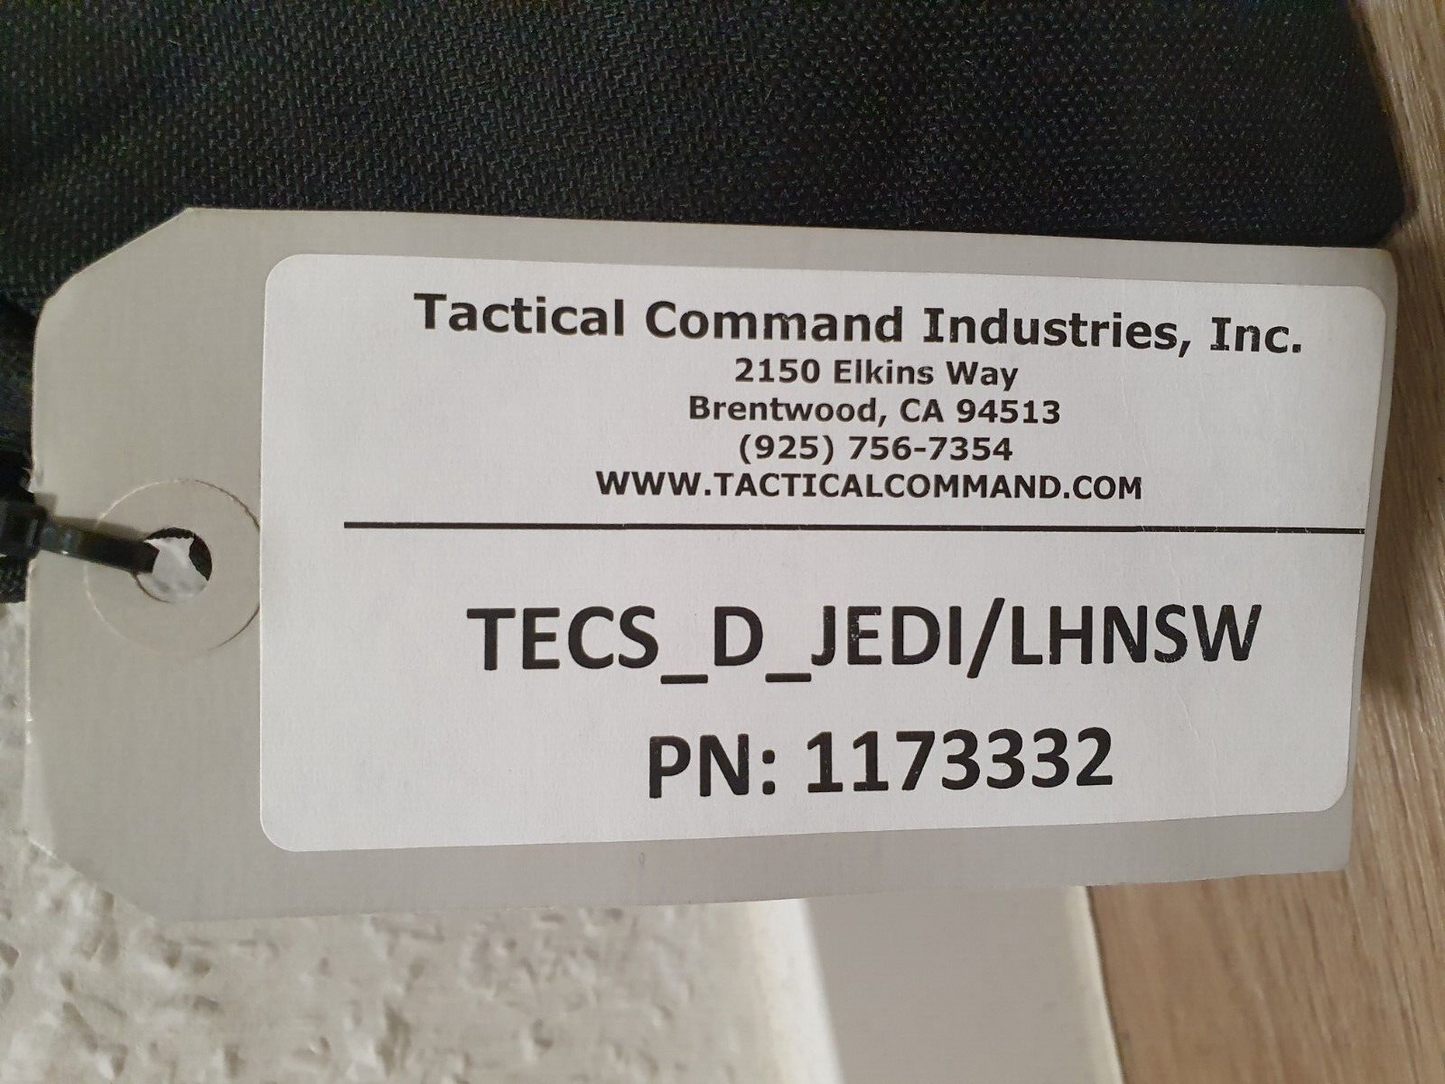 Tactical Command Industries, Inc.
2150 Elkins Way
Brentwood, CA 94513
(925) 756-7354
WWW.TACTICALCOMMAND.COM
TECS_D_JEDI/LHNSW
PN: 1173332